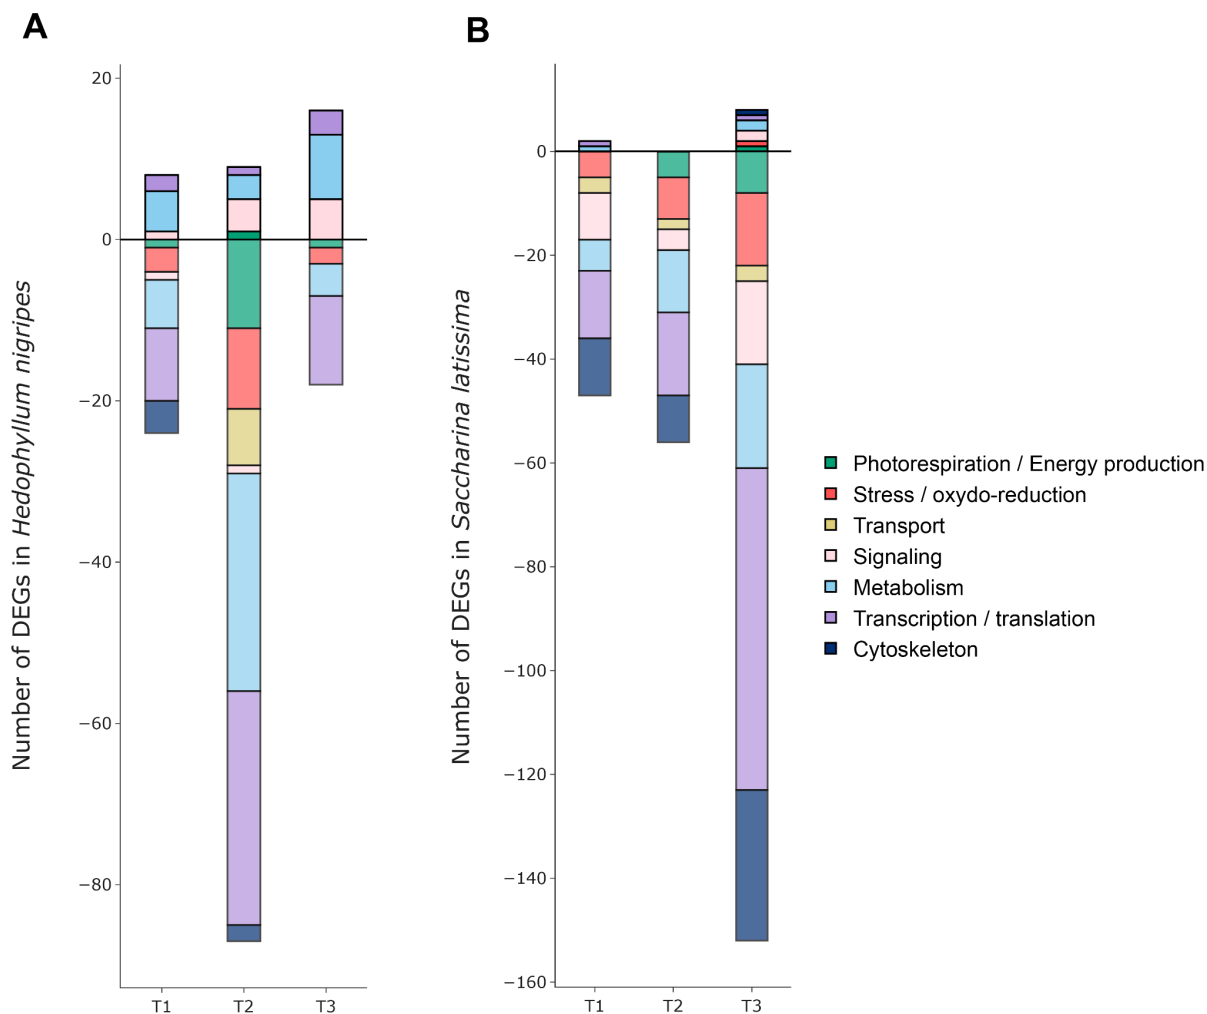 A
B
Number of DEGs in Hedophyllum nigripes
20
0
−20
−40
−60
−80
T1
T2
T3
Number of DEGs in Saccharina latissima
0
−20
−40
−60
−80
−100
−120
−140
−160
T1
T2
T3
Photorespiration / Energy production
Stress / oxydo-reduction
Transport
Signaling
Metabolism
Transcription / translation
Cytoskeleton